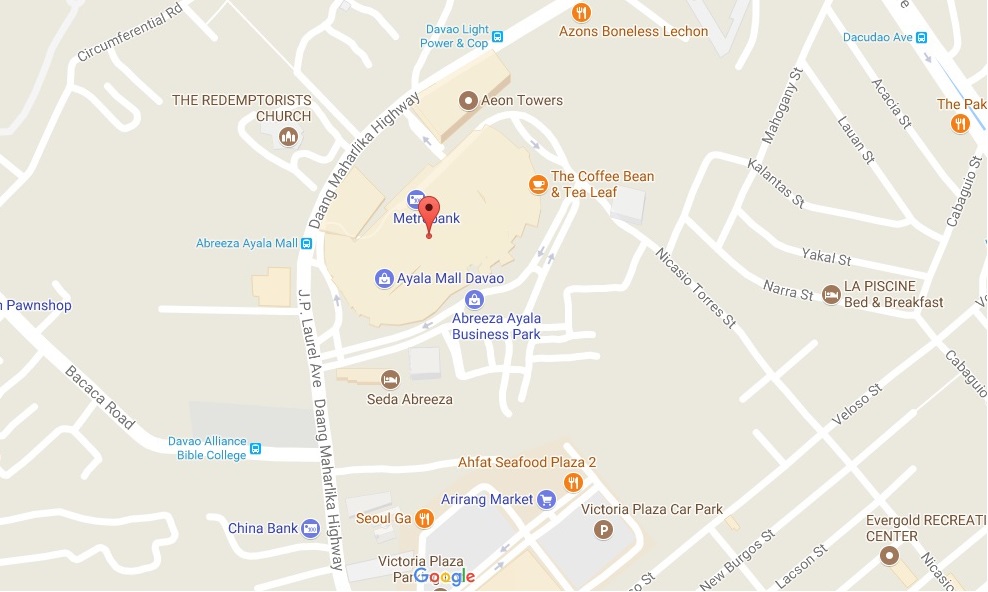 Circumferential Rd
Davao Light
Power & Cop
Azons Boneless Lechon
Dacudao Ave
e
THE REDEMPTORISTS
CHURCH
Aeon Towers
Daang Maharlika Highway
Mahogany St
Acacia St
Lauan St
The Pak
The Coffee Bean
& Tea Leaf
Kalantas St
Cabaguio St
Metrobank
Abreeza Ayala Mall
Yakal St
Ayala Mall Davao
Nicasio Torres St
Narra St
LA PISCINE
Bed & Breakfast
n Pawnshop
Abreeza Ayala
Business Park
J.P. Laurel Ave
Seda Abreeza
Bacaca Road
Daang Maharlika Highway
Veloso St
Cabaguio
Davao Alliance
Bible College
Ahfat Seafood Plaza 2
Arirang Market
Victoria Plaza Car Park
Seoul Ga
China Bank
Evergold RECREATI
CENTER
Victoria Plaza
Google
o St
New Burgos St
Lacson St
Nicasio